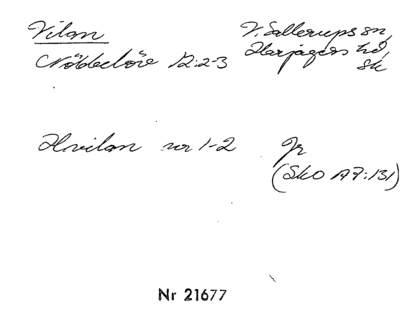 Vilan V. Sallerups sn,
Nöbbelöv 12:2-3 Harjagers hd,
Sk
Hvilan nr 1-2 Jr
(SkO A7:131)
Nr 21677